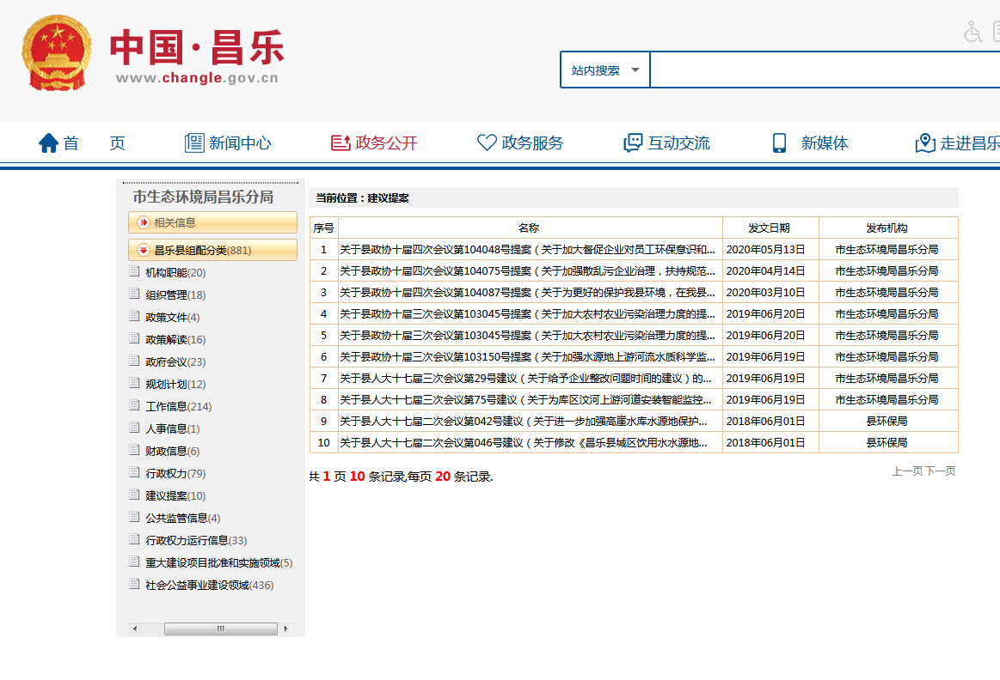 中国·昌乐
www.changle.gov.cn
站内搜索
首 页 新闻中心 政务公开 政务服务 互动交流 新媒体 走进昌乐
市生态环境局昌乐分局
相关信息
昌乐县组配分类(881)
机构职能(20)
组织管理(18)
政策文件(4)
政策解读(16)
政府会议(23)
规划计划(12)
工作信息(214)
人事信息(1)
财政信息(6)
行政权力(79)
建议提案(10)
公共监管信息(4)
行政权力运行信息(33)
重大建设项目批准和实施领域(5)
社会公益事业建设领域(436)
当前位置：建议提案
序号 名称 发文日期 发布机构
1 关于县政协十届四次会议第104048号提案（关于加大督促企业对员工环保意识和... 2020年05月13日 市生态环境局昌乐分局
2 关于县政协十届四次会议第104075号提案（关于加强散乱污企业治理，扶持规范... 2020年04月14日 市生态环境局昌乐分局
3 关于县政协十届四次会议第104087号提案（关于为更好的保护我县环境，在我县... 2020年03月10日 市生态环境局昌乐分局
4 关于县政协十届三次会议第103045号提案（关于加大农村农业污染治理力度的提... 2019年06月20日 市生态环境局昌乐分局
5 关于县政协十届三次会议第103045号提案（关于加大农村农业污染治理力度的提... 2019年06月20日 市生态环境局昌乐分局
6 关于县政协十届三次会议第103150号提案（关于加强水源地上游河流水质科学监... 2019年06月19日 市生态环境局昌乐分局
7 关于县人大十七届三次会议第29号建议（关于给予企业整改问题时间的建议）的... 2019年06月19日 市生态环境局昌乐分局
8 关于县人大十七届三次会议第75号建议（关于为库区汶河上游河道安装智能监控... 2019年06月19日 市生态环境局昌乐分局
9 关于县人大十七届二次会议第042号建议（关于进一步加强高崖水库水源地保护... 2018年06月01日 县环保局
10 关于县人大十七届二次会议第046号建议（关于修改《昌乐县城区饮用水水源地... 2018年06月01日 县环保局
共 1 页 10 条记录,每页 20 条记录.
上一页 下一页